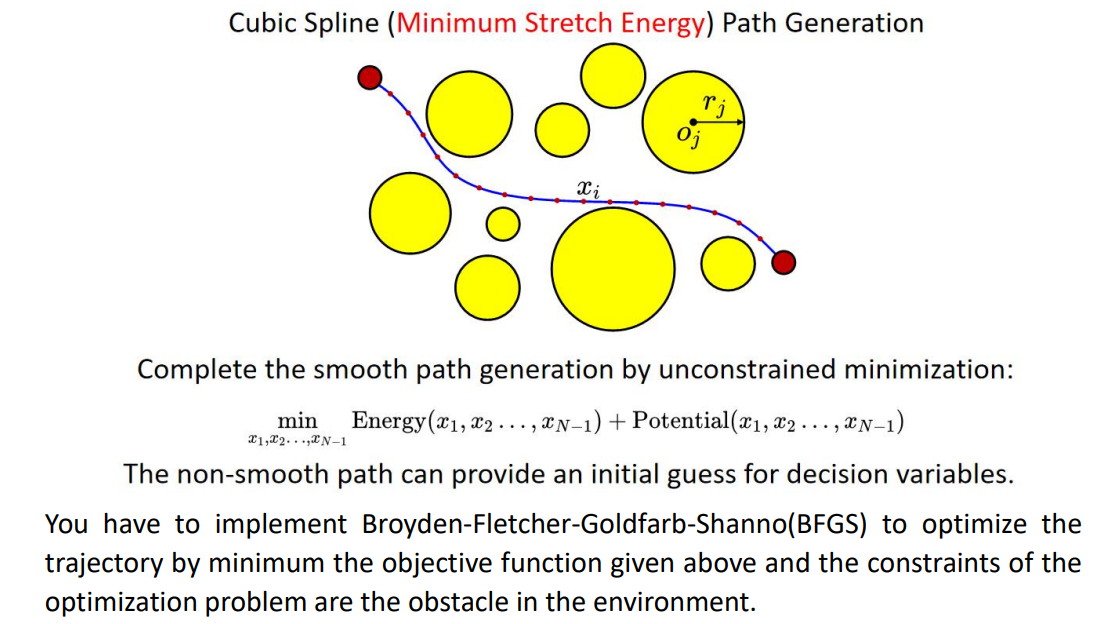 Cubic Spline (Minimum Stretch Energy) Path Generation
r_j
o_j
x_i
Complete the smooth path generation by unconstrained minimization:
min Energy(x_1, x_2 . . . , x_{N−1}) + Potential(x_1, x_2 . . . , x_{N−1})
x_1,x_2...,x_{N−1}
The non-smooth path can provide an initial guess for decision variables.
You have to implement Broyden-Fletcher-Goldfarb-Shanno(BFGS) to optimize the
trajectory by minimum the objective function given above and the constraints of the
optimization problem are the obstacle in the environment.